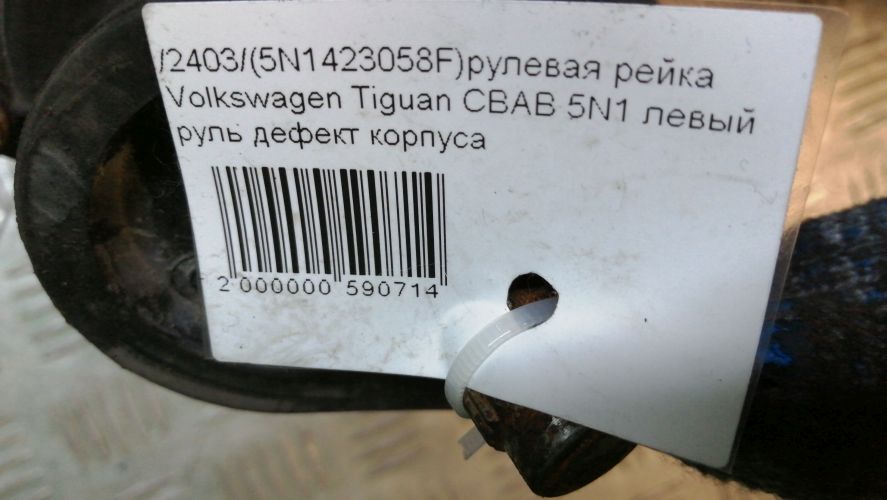 /2403/(5N1423058F)рулевая рейка
Volkswagen Tiguan CBAB 5N1 левый
руль дефект корпуса
2 000000 590714